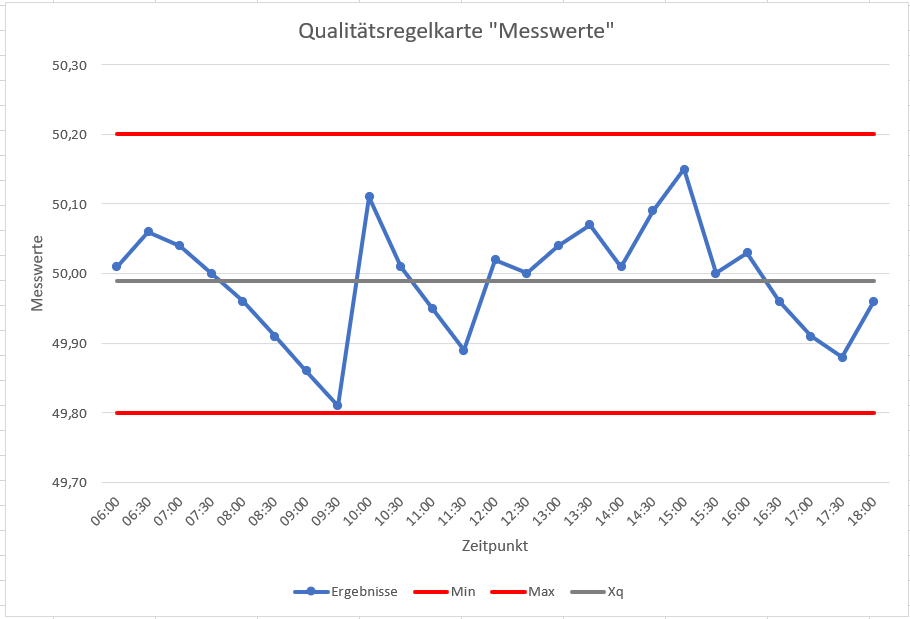 Qualitätsregelkarte "Messwerte"
50,30
50,20
50,10
50,00
49,90
49,80
49,70
Messwerte
06:00 06:30 07:00 07:30 08:00 08:30 09:00 09:30 10:00 10:30 11:00 11:30 12:00 12:30 13:00 13:30 14:00 14:30 15:00 15:30 16:00 16:30 17:00 17:30 18:00
Zeitpunkt
Ergebnisse Min Max Xq